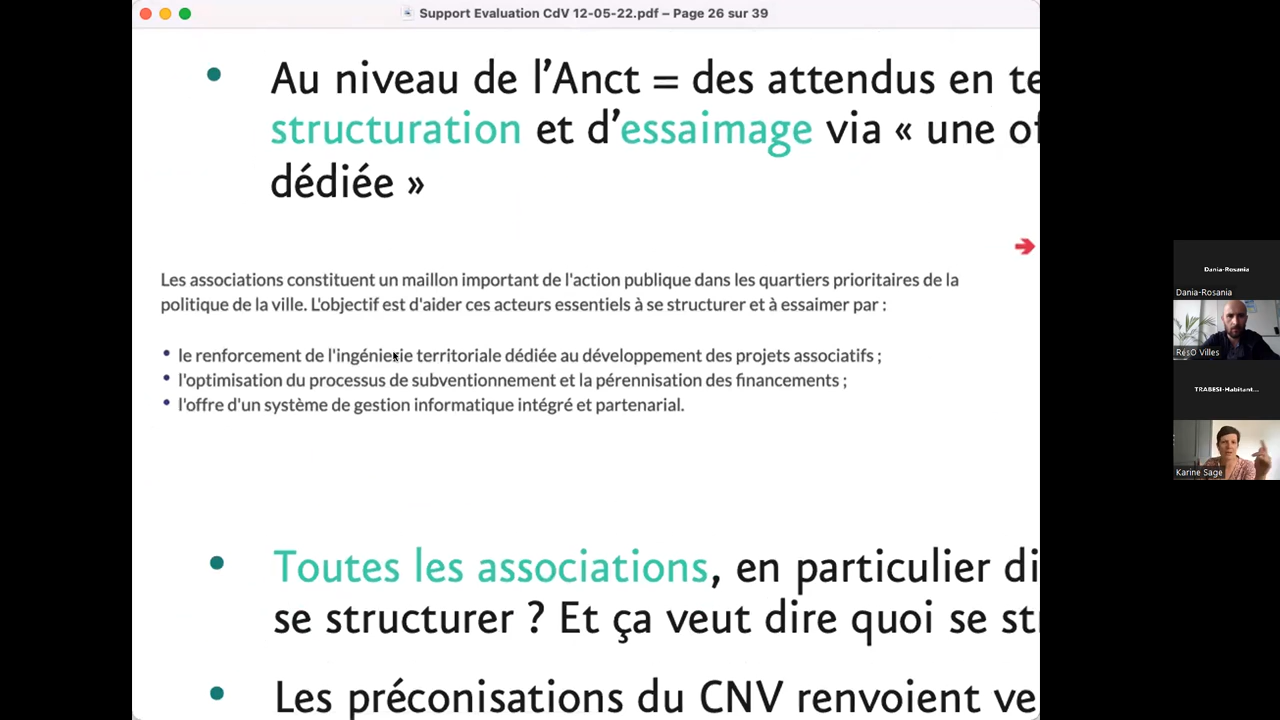 Support Evaluation CdV 12-05-22.pdf – Page 26 sur 39
• Au niveau de l'Anct = des attendus en te
structuration et d'essaimage via « une of
dédiée »
Les associations constituent un maillon important de l'action publique dans les quartiers prioritaires de la
politique de la ville. L'objectif est d'aider ces acteurs essentiels à se structurer et à essaimer par :
• le renforcement de l'ingénierie territoriale dédiée au développement des projets associatifs ;
• l'optimisation du processus de subventionnement et la pérennisation des financements ;
• l'offre d'un système de gestion informatique intégré et partenarial.
• Toutes les associations, en particulier di
se structurer ? Et ça veut dire quoi se st
• Les préconisations du CNV renvoient ve
Dania-Rosania
Dania-Rosania
RésO Villes
TRABESI-Habitant...
Karine Sage